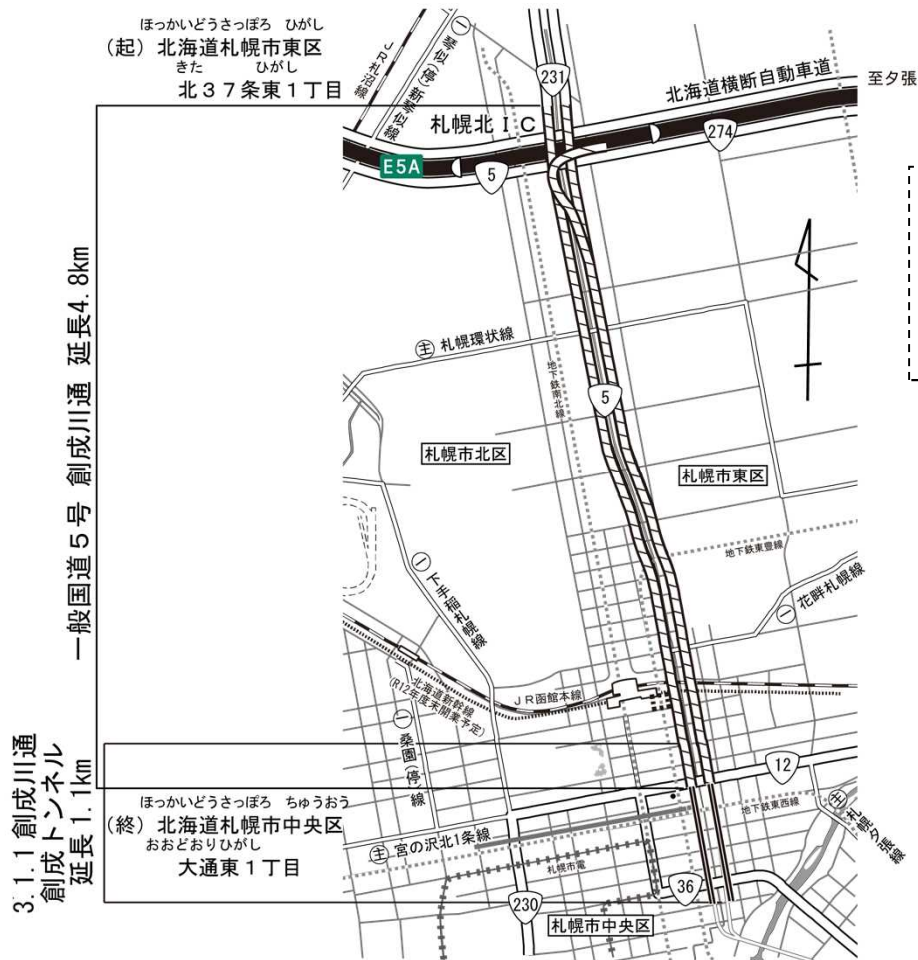 ほっかいどうさっぽろ ひがし
(起) 北海道札幌市東区
きた ひがし
北37条東1丁目
JR札沼線
㊀ 琴似(停)新琴似線
231
北海道横断自動車道
至夕張
札幌北IC
274
E5A
5
㊀ 下手稲札幌線
一般国道5号 創成川通 延長4.8km
主 札幌環状線
地下鉄南北線
5
札幌市北区
札幌市東区
地下鉄東豊線
㊀ 花畔札幌線
JR函館本線
北海道新幹線
(R12年度末開業予定)
㊀ 桑園(停)線
3.1.1創成川通
創成トンネル
延長1.1km
12
ほっかいどうさっぽろ ちゅうおう
(終) 北海道札幌市中央区
おおどおりひがし
大通東1丁目
地下鉄東西線
主 札幌夕張線
主 宮の沢北1条線
札幌市電
36
230
札幌市中央区